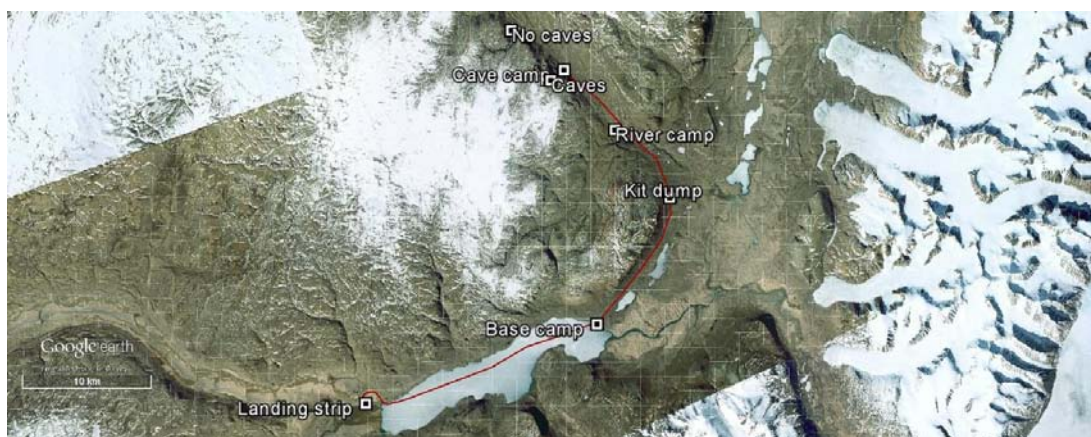 No caves
Cave camp
Caves
River camp
Kit dump
Base camp
Google earth
10 km
Landing strip